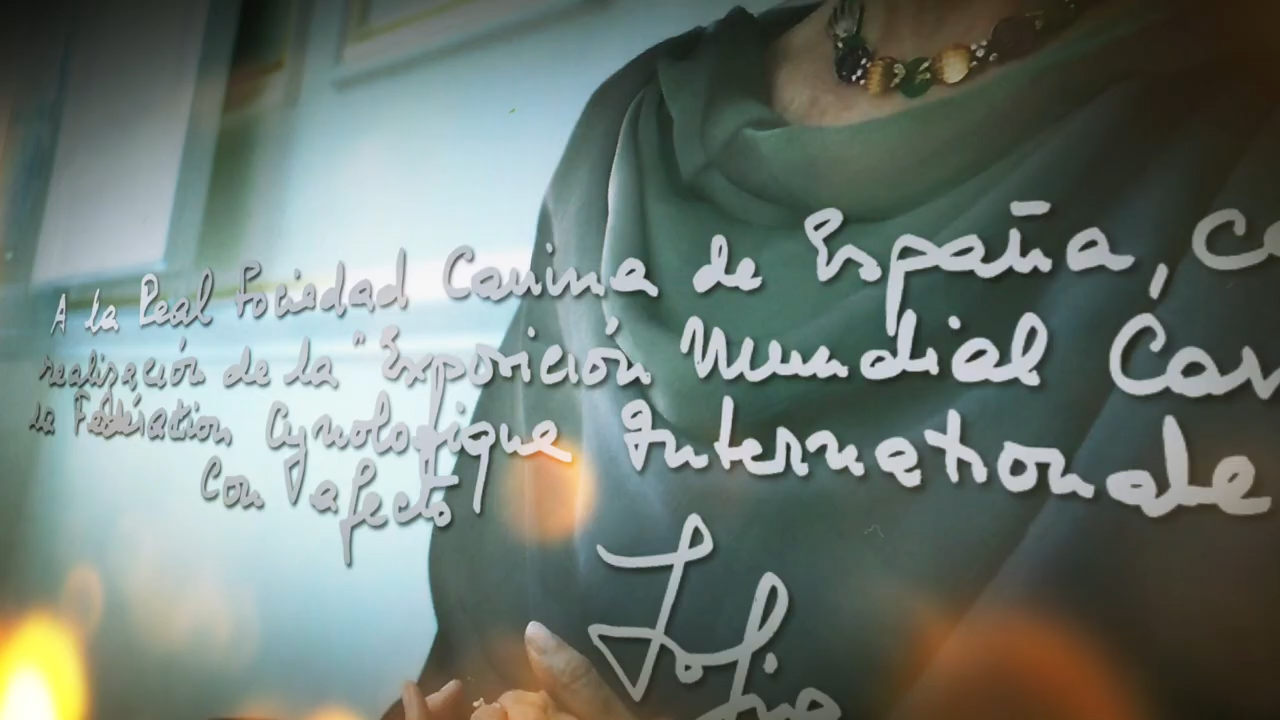 A la Real Sociedad Canina de España, co
realización de la "Exposición Mundial Can
la Fédération Cynologique Internationale
Con afecto
Sofía